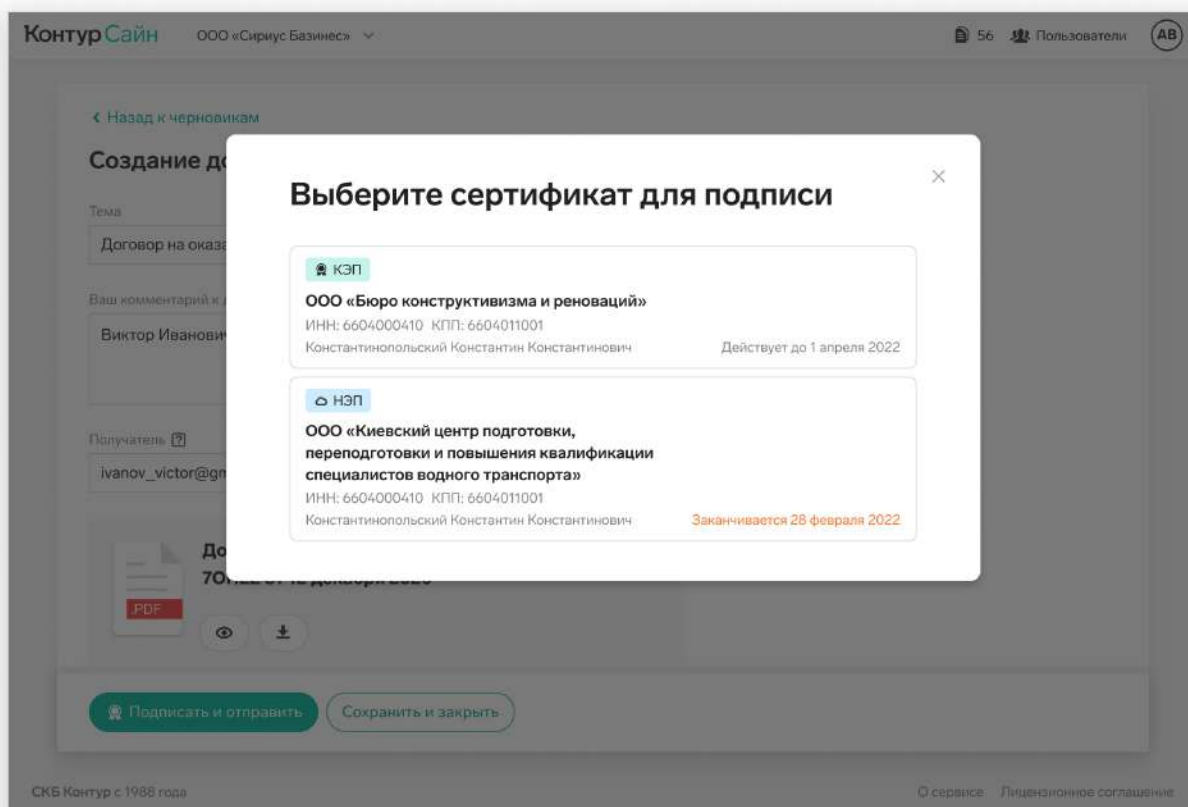 Контур Сайн ООО «Сириус Базинес» 56 Пользователи АВ
Назад к черновикам
Создание до
Выберите сертификат для подписи
Тема
Договор на оказа
КЭП
ООО «Бюро конструктивизма и реноваций»
Ваш комментарий к д
ИНН: 6604000410 КПП: 6604011001
Виктор Иванович
Константинопольский Константин Константинович Действует до 1 апреля 2022
НЭП
ООО «Киевский центр подготовки,
переподготовки и повышения квалификации
специалистов водного транспорта»
Получатель
ivanov_victor@gm
ИНН: 6604000410 КПП: 6604011001
Константинопольский Константин Константинович Заканчивается 28 февраля 2022
До
.PDF
Подписать и отправить Сохранить и закрыть
СКБ Контур с 1988 года О сервисе Лицензионное соглашение